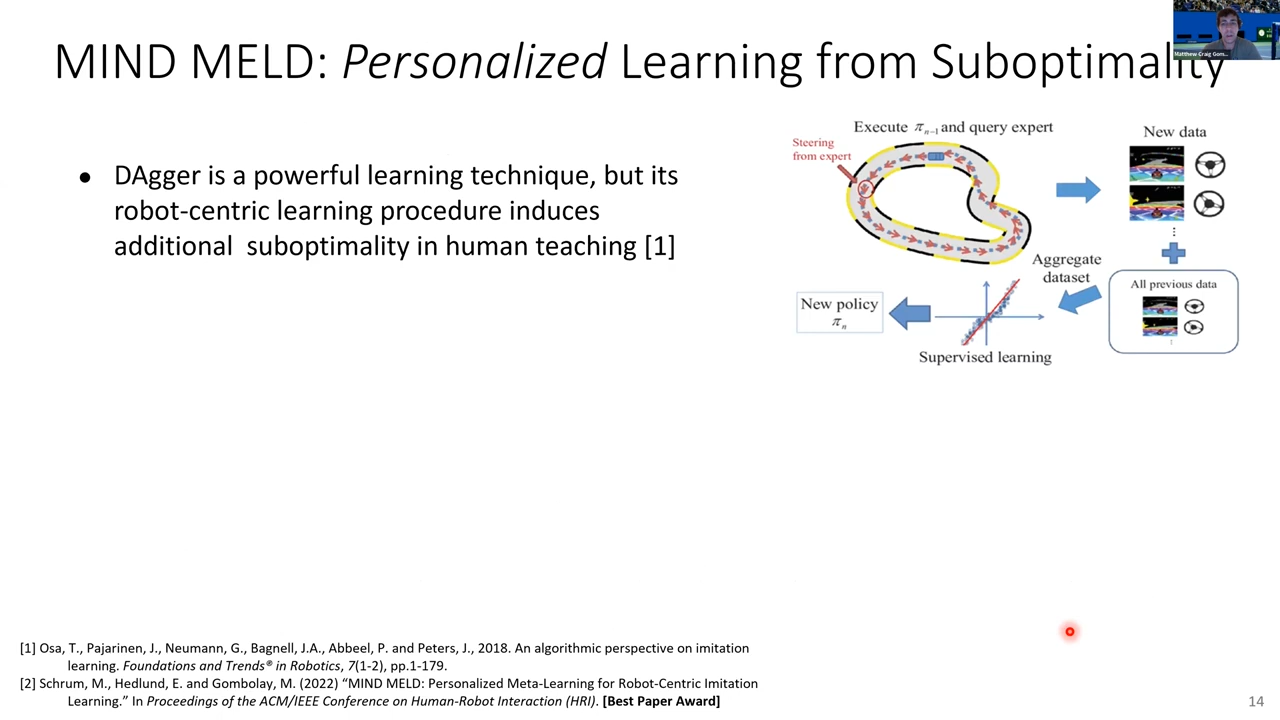 MIND MELD: Personalized Learning from Suboptimality
Matthew Craig Gom...
● DAgger is a powerful learning technique, but its
robot-centric learning procedure induces
additional suboptimality in human teaching [1]
Execute πn−1 and query expert
Steering
from expert
New data
Aggregate
dataset
All previous data
New policy
πn
Supervised learning
[1] Osa, T., Pajarinen, J., Neumann, G., Bagnell, J.A., Abbeel, P. and Peters, J., 2018. An algorithmic perspective on imitation
learning. Foundations and Trends® in Robotics, 7(1-2), pp.1-179.
[2] Schrum, M., Hedlund, E. and Gombolay, M. (2022) “MIND MELD: Personalized Meta-Learning for Robot-Centric Imitation
Learning.” In Proceedings of the ACM/IEEE Conference on Human-Robot Interaction (HRI). [Best Paper Award]
14